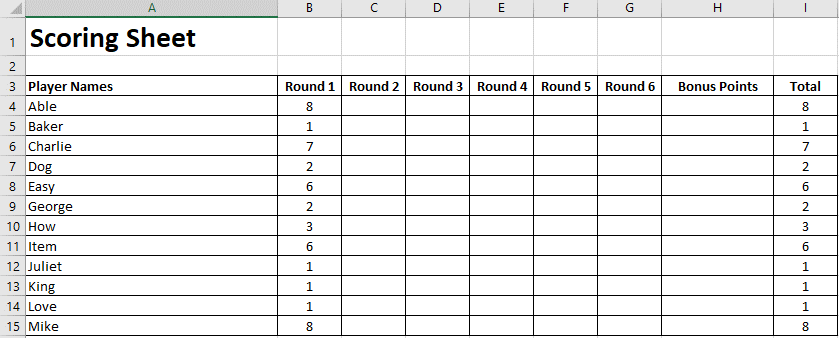 A B C D E F G H I
1 Scoring Sheet
2
3 Player Names Round 1 Round 2 Round 3 Round 4 Round 5 Round 6 Bonus Points Total
4 Able 8 8
5 Baker 1 1
6 Charlie 7 7
7 Dog 2 2
8 Easy 6 6
9 George 2 2
10 How 3 3
11 Item 6 6
12 Juliet 1 1
13 King 1 1
14 Love 1 1
15 Mike 8 8